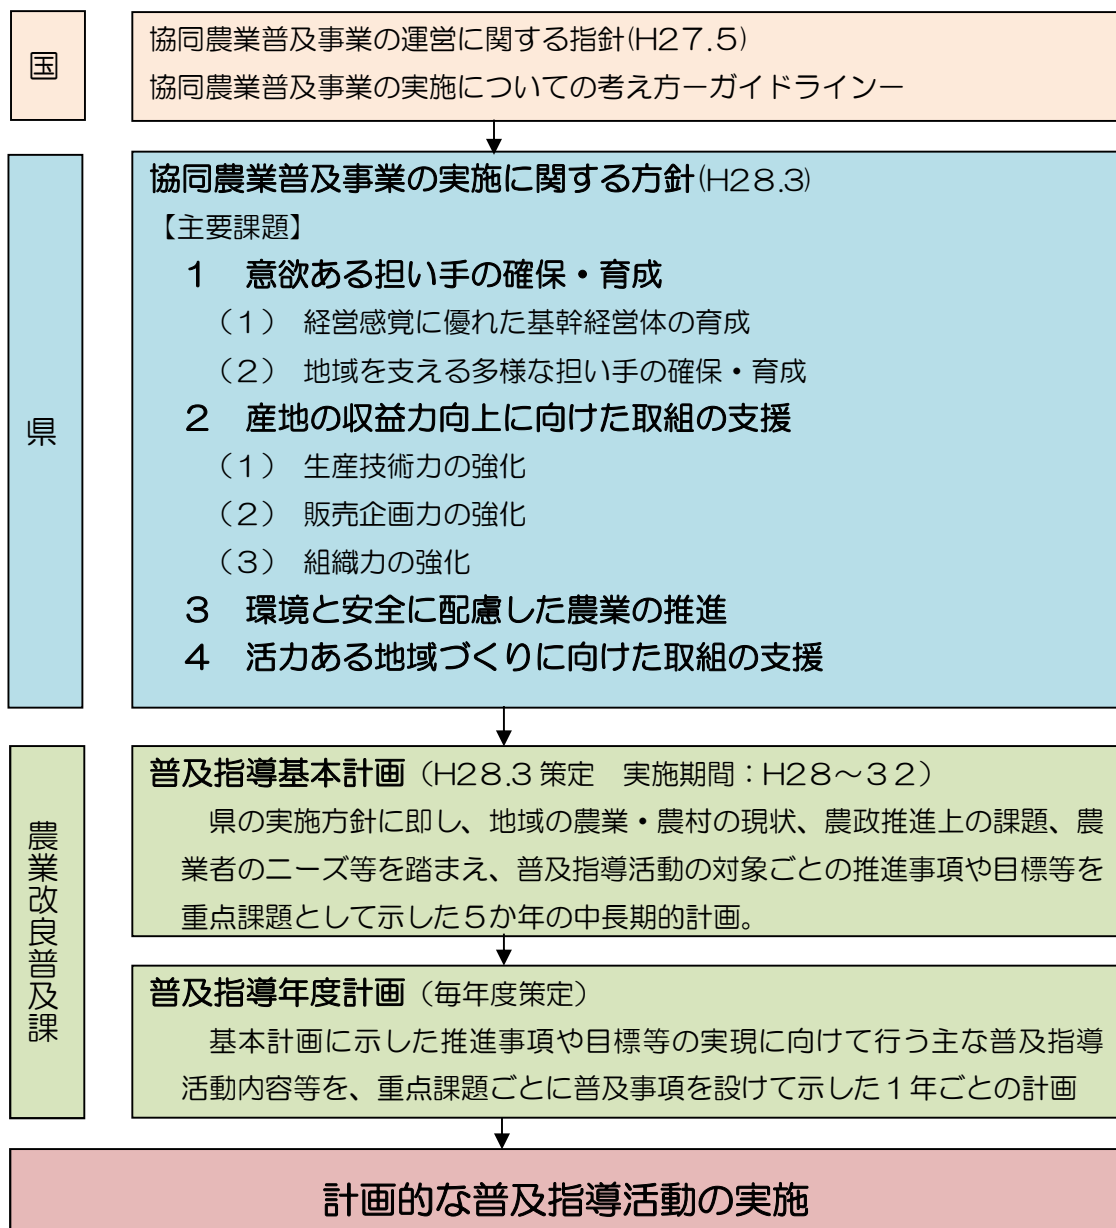 国
協同農業普及事業の運営に関する指針(H27.5)
協同農業普及事業の実施についての考え方－ガイドライン－
県
協同農業普及事業の実施に関する方針(H28.3)
【主要課題】
１　意欲ある担い手の確保・育成
（１）　経営感覚に優れた基幹経営体の育成
（２）　地域を支える多様な担い手の確保・育成
２　産地の収益力向上に向けた取組の支援
（１）　生産技術力の強化
（２）　販売企画力の強化
（３）　組織力の強化
３　環境と安全に配慮した農業の推進
４　活力ある地域づくりに向けた取組の支援
農業改良普及課
普及指導基本計画（H28.3 策定　実施期間：H28～３２）
県の実施方針に即し、地域の農業・農村の現状、農政推進上の課題、農
業者のニーズ等を踏まえ、普及指導活動の対象ごとの推進事項や目標等を
重点課題として示した５か年の中長期的計画。
普及指導年度計画（毎年度策定）
基本計画に示した推進事項や目標等の実現に向けて行う主な普及指導
活動内容等を、重点課題ごとに普及事項を設けて示した１年ごとの計画
計画的な普及指導活動の実施